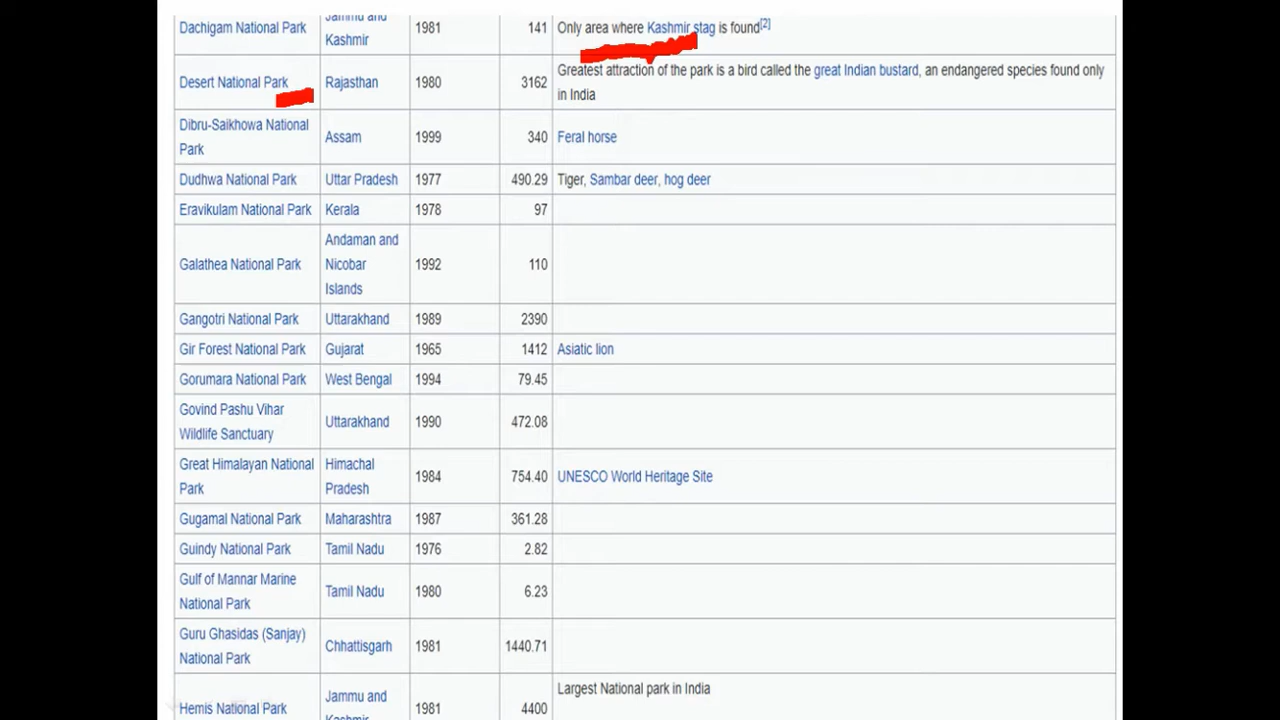 Dachigam National Park Jammu and Kashmir 1981 141 Only area where Kashmir stag is found[2]
Desert National Park Rajasthan 1980 3162 Greatest attraction of the park is a bird called the great Indian bustard, an endangered species found only in India
Dibru-Saikhowa National Park Assam 1999 340 Feral horse
Dudhwa National Park Uttar Pradesh 1977 490.29 Tiger, Sambar deer, hog deer
Eravikulam National Park Kerala 1978 97
Galathea National Park Andaman and Nicobar Islands 1992 110
Gangotri National Park Uttarakhand 1989 2390
Gir Forest National Park Gujarat 1965 1412 Asiatic lion
Gorumara National Park West Bengal 1994 79.45
Govind Pashu Vihar Wildlife Sanctuary Uttarakhand 1990 472.08
Great Himalayan National Park Himachal Pradesh 1984 754.40 UNESCO World Heritage Site
Gugamal National Park Maharashtra 1987 361.28
Guindy National Park Tamil Nadu 1976 2.82
Gulf of Mannar Marine National Park Tamil Nadu 1980 6.23
Guru Ghasidas (Sanjay) National Park Chhattisgarh 1981 1440.71
Hemis National Park Jammu and Kashmir 1981 4400 Largest National park in India